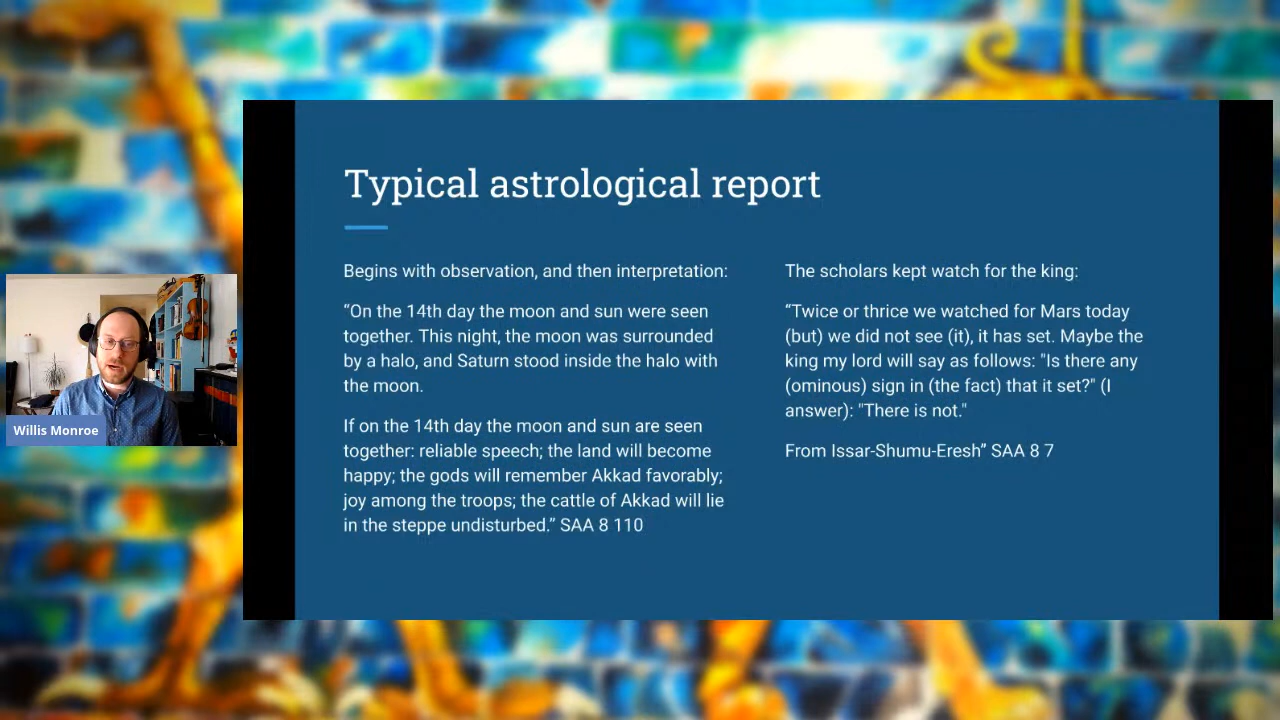 Typical astrological report
Begins with observation, and then interpretation:
“On the 14th day the moon and sun were seen
together. This night, the moon was surrounded
by a halo, and Saturn stood inside the halo with
the moon.
If on the 14th day the moon and sun are seen
together: reliable speech; the land will become
happy; the gods will remember Akkad favorably;
joy among the troops; the cattle of Akkad will lie
in the steppe undisturbed.” SAA 8 110
The scholars kept watch for the king:
“Twice or thrice we watched for Mars today
(but) we did not see (it), it has set. Maybe the
king my lord will say as follows: "Is there any
(ominous) sign in (the fact) that it set?" (I
answer): "There is not."
From Issar-Shumu-Eresh” SAA 8 7
Willis Monroe